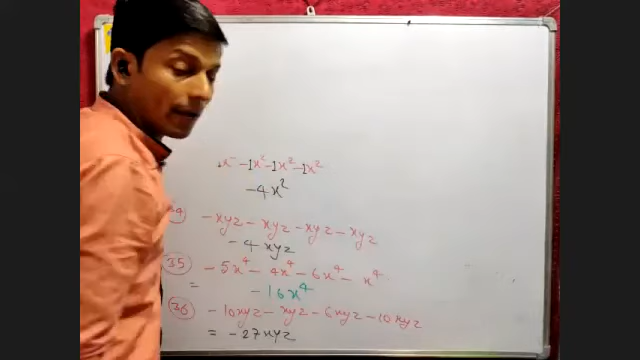 x² - 1x² - 1x² - 1x²
- 4x²
- xyz - xyz - xyz - xyz
- 4 xyz
35) - 5x⁴ - 4x⁴ - 6x⁴ - x⁴
= - 16x⁴
36) - 10xyz - xyz - 6xyz - 10xyz
= - 27xyz